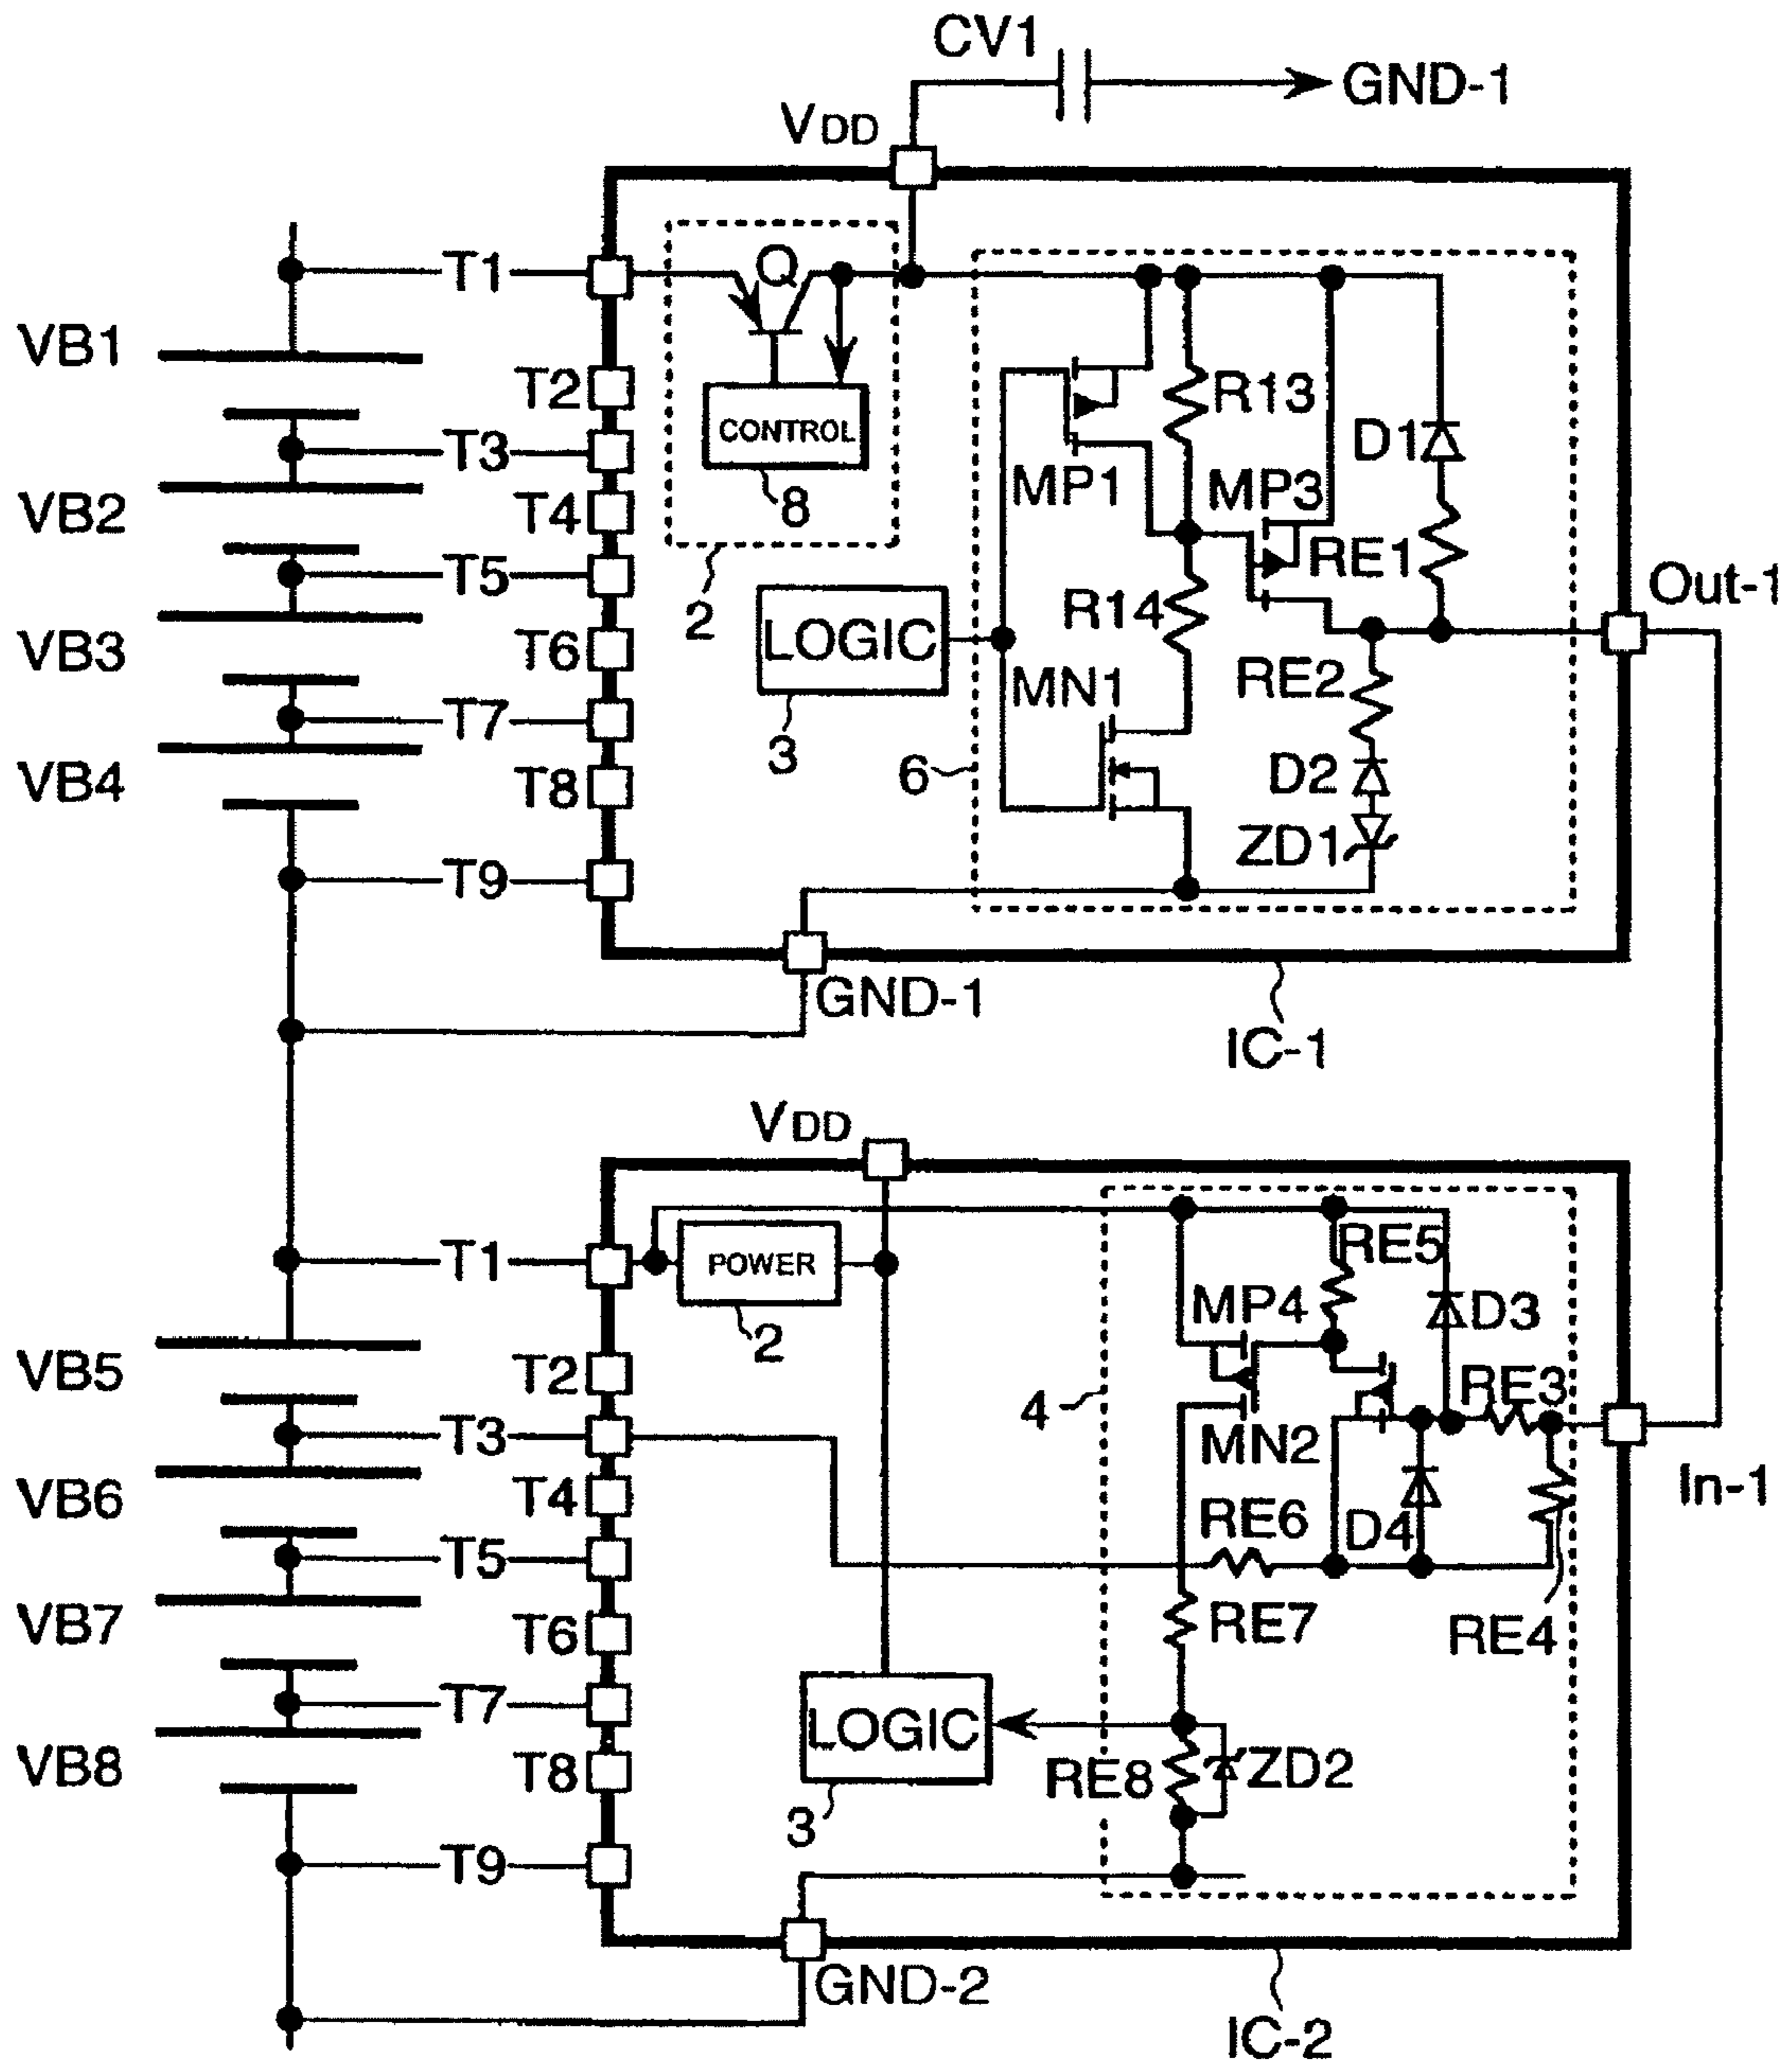 CV1
GND-1
VDD
T1
Q
VB1
T2
CONTROL
R13
D1
T3
MP1
MP3
8
VB2
T4
RE1
T5
2
R14
Out-1
LOGIC
VB3
T6
MN1
RE2
T7
3
6
D2
VB4
T8
ZD1
T9
GND-1
IC-1
VDD
T1
POWER
RE5
2
MP4
D3
VB5
T2
4
RE3
T3
MN2
VB6
T4
RE6
D4
In-1
T5
VB7
T6
RE7
RE4
T7
LOGIC
VB8
T8
RE8
ZD2
3
T9
GND-2
IC-2